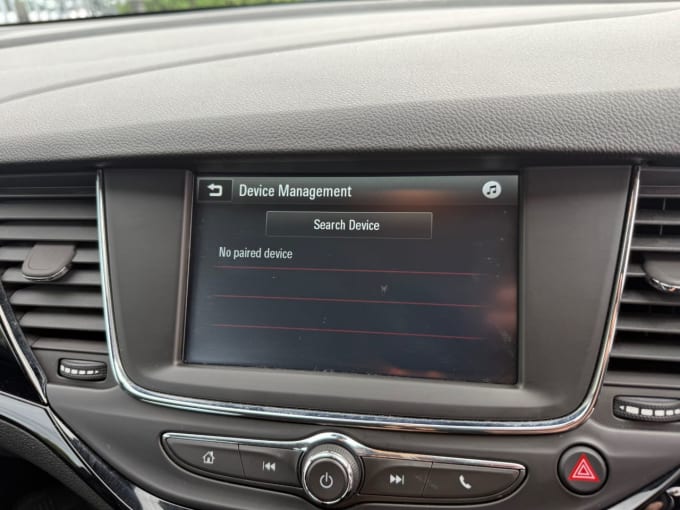 Device Management
Search Device
No paired device